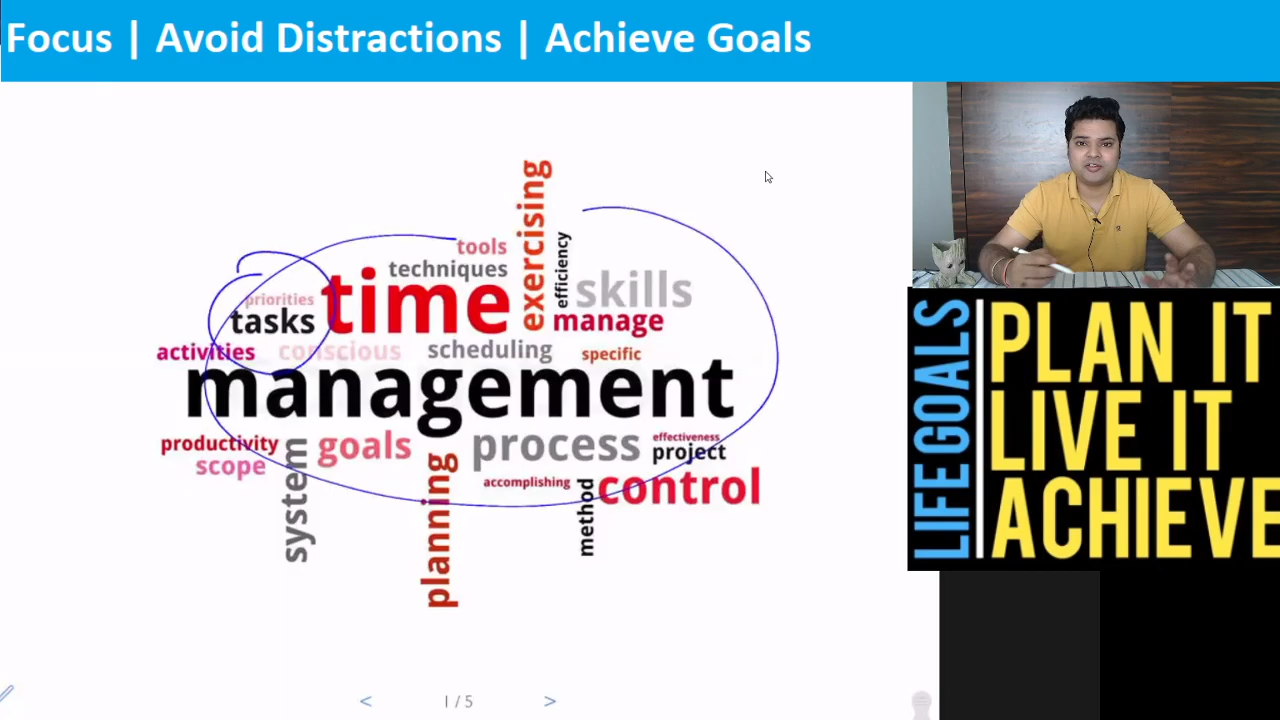 Focus | Avoid Distractions | Achieve Goals
exercising
tools
techniques
efficiency
skills
priorities
tasks
time
manage
activities
conscious
scheduling
specific
management
productivity
goals
process
effectiveness
project
scope
system
planning
accomplishing
method
control
LIFE GOALS
PLAN IT
LIVE IT
ACHIEVE
< 1 / 5 >